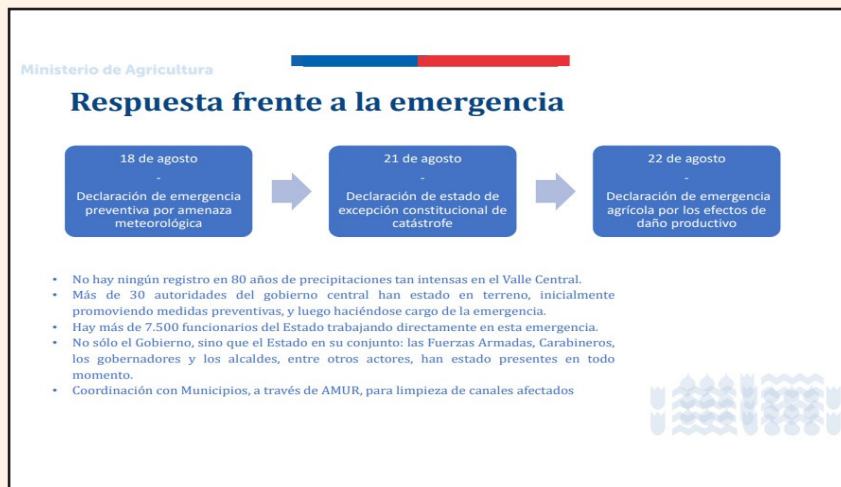 Ministerio de Agricultura
Respuesta frente a la emergencia
18 de agosto
-
Declaración de emergencia
preventiva por amenaza
meteorológica
21 de agosto
-
Declaración de estado de
excepción constitucional de
catástrofe
22 de agosto
-
Declaración de emergencia
agrícola por los efectos de
daño productivo
• No hay ningún registro en 80 años de precipitaciones tan intensas en el Valle Central.
• Más de 30 autoridades del gobierno central han estado en terreno, inicialmente
promoviendo medidas preventivas, y luego haciéndose cargo de la emergencia.
• Hay más de 7.500 funcionarios del Estado trabajando directamente en esta emergencia.
• No sólo el Gobierno, sino que el Estado en su conjunto: las Fuerzas Armadas, Carabineros,
los gobernadores y los alcaldes, entre otros actores, han estado presentes en todo
momento.
• Coordinación con Municipios, a través de AMUR, para limpieza de canales afectados